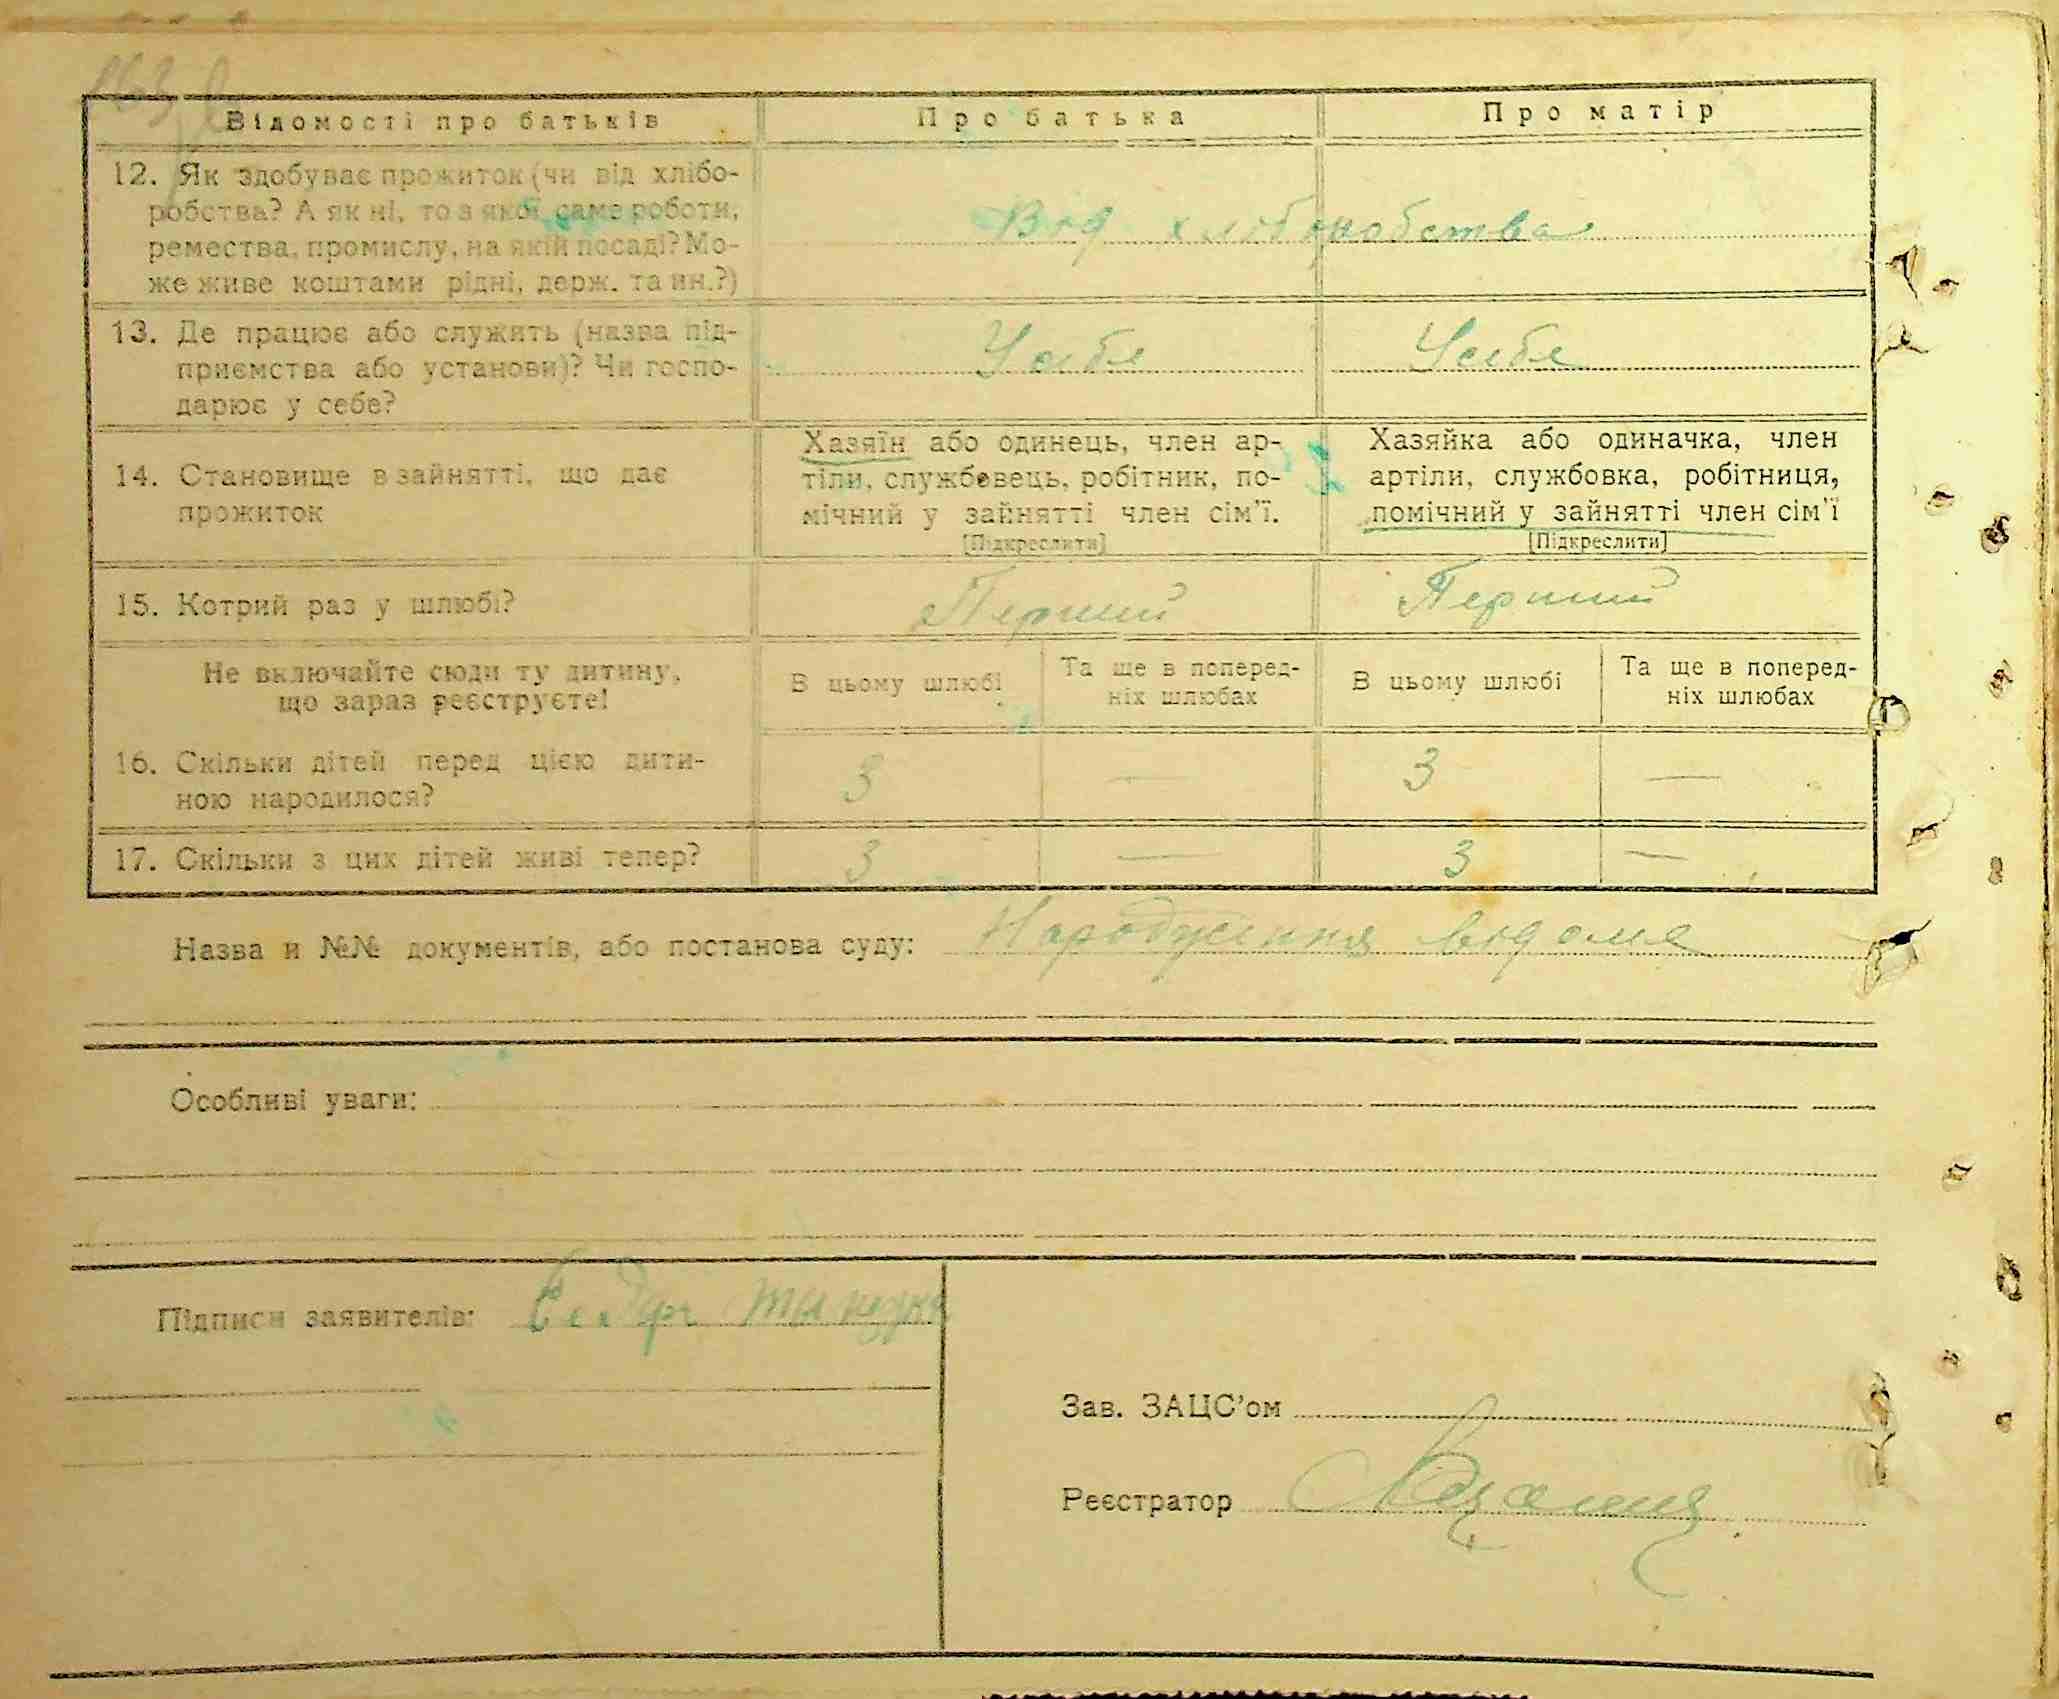 163
Відомості про батьків Про батька Про матір
12. Як здобуває прожиток (чи від хлібо-
робства? А як ні, то з якої саме роботи,
ремества, промислу, на якій посаді? Мо-
же живе коштами рідні, держ. та ин.?)
Від хліборобства
13. Де працює або служить (назва під-
приємства або установи)? Чи госпо-
дарює у себе?
У себе У себе
14. Становище в зайнятті, що дає
прожиток
Хазяїн або одинець, член ар-
тіли, службовець, робітник, по-
мічний у зайнятті член сім'ї.
[Підкреслити]
Хазяйка або одиначка, член
артіли, службовка, робітниця,
помічний у зайнятті член сім'ї
[Підкреслити]
15. Котрий раз у шлюбі? Перший Перший
Не включайте сюди ту дитину,
що зараз реєструєте!
В цьому шлюбі Та ще в поперед-
ніх шлюбах
В цьому шлюбі Та ще в поперед-
ніх шлюбах
16. Скільки дітей перед цією дити-
ною народилося?
3 — 3 —
17. Скільки з цих дітей живі тепер? 3 — 3 —
Назва и №№ документів, або постанова суду: Народження відоме
Особливі уваги:
Підписи заявителів:
Зав. ЗАЦС'ом
Реєстратор